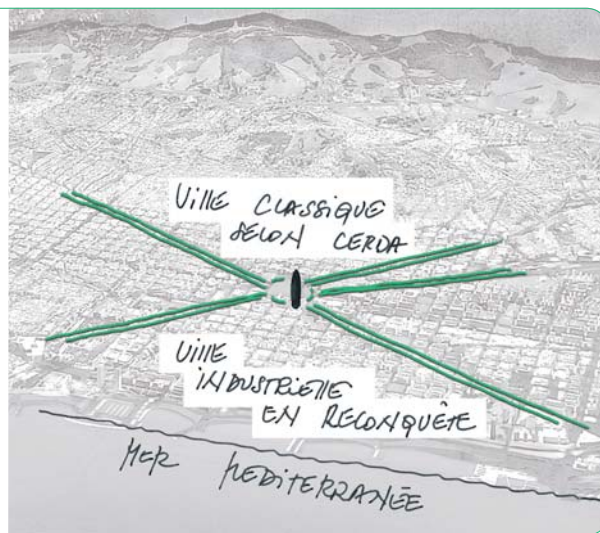 Ville CLASSIQUE
SELON CERDA
Ville
iNDUSTRIELLE
EN RECONQUÊTE
MER MEDITERRANÉE